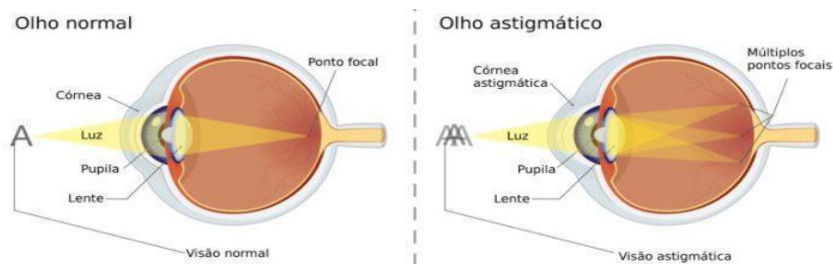 Olho normal
Ponto focal
Córnea
A
Luz
Pupila
Lente
Visão normal
Olho astigmático
Múltiplos
pontos focais
Córnea
astigmática
AAA
Luz
Pupila
Lente
Visão astigmática